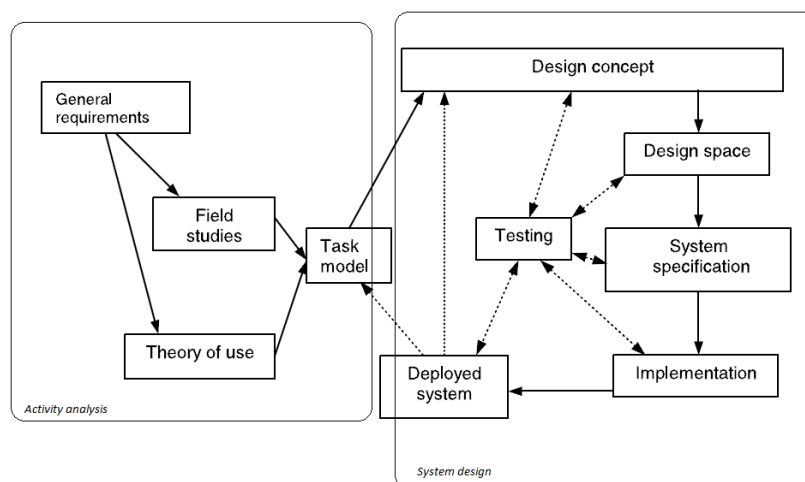 General
requirements
Field
studies
Theory of use
Task
model
Activity analysis
Design concept
Design space
Testing
System
specification
Deployed
system
Implementation
System design